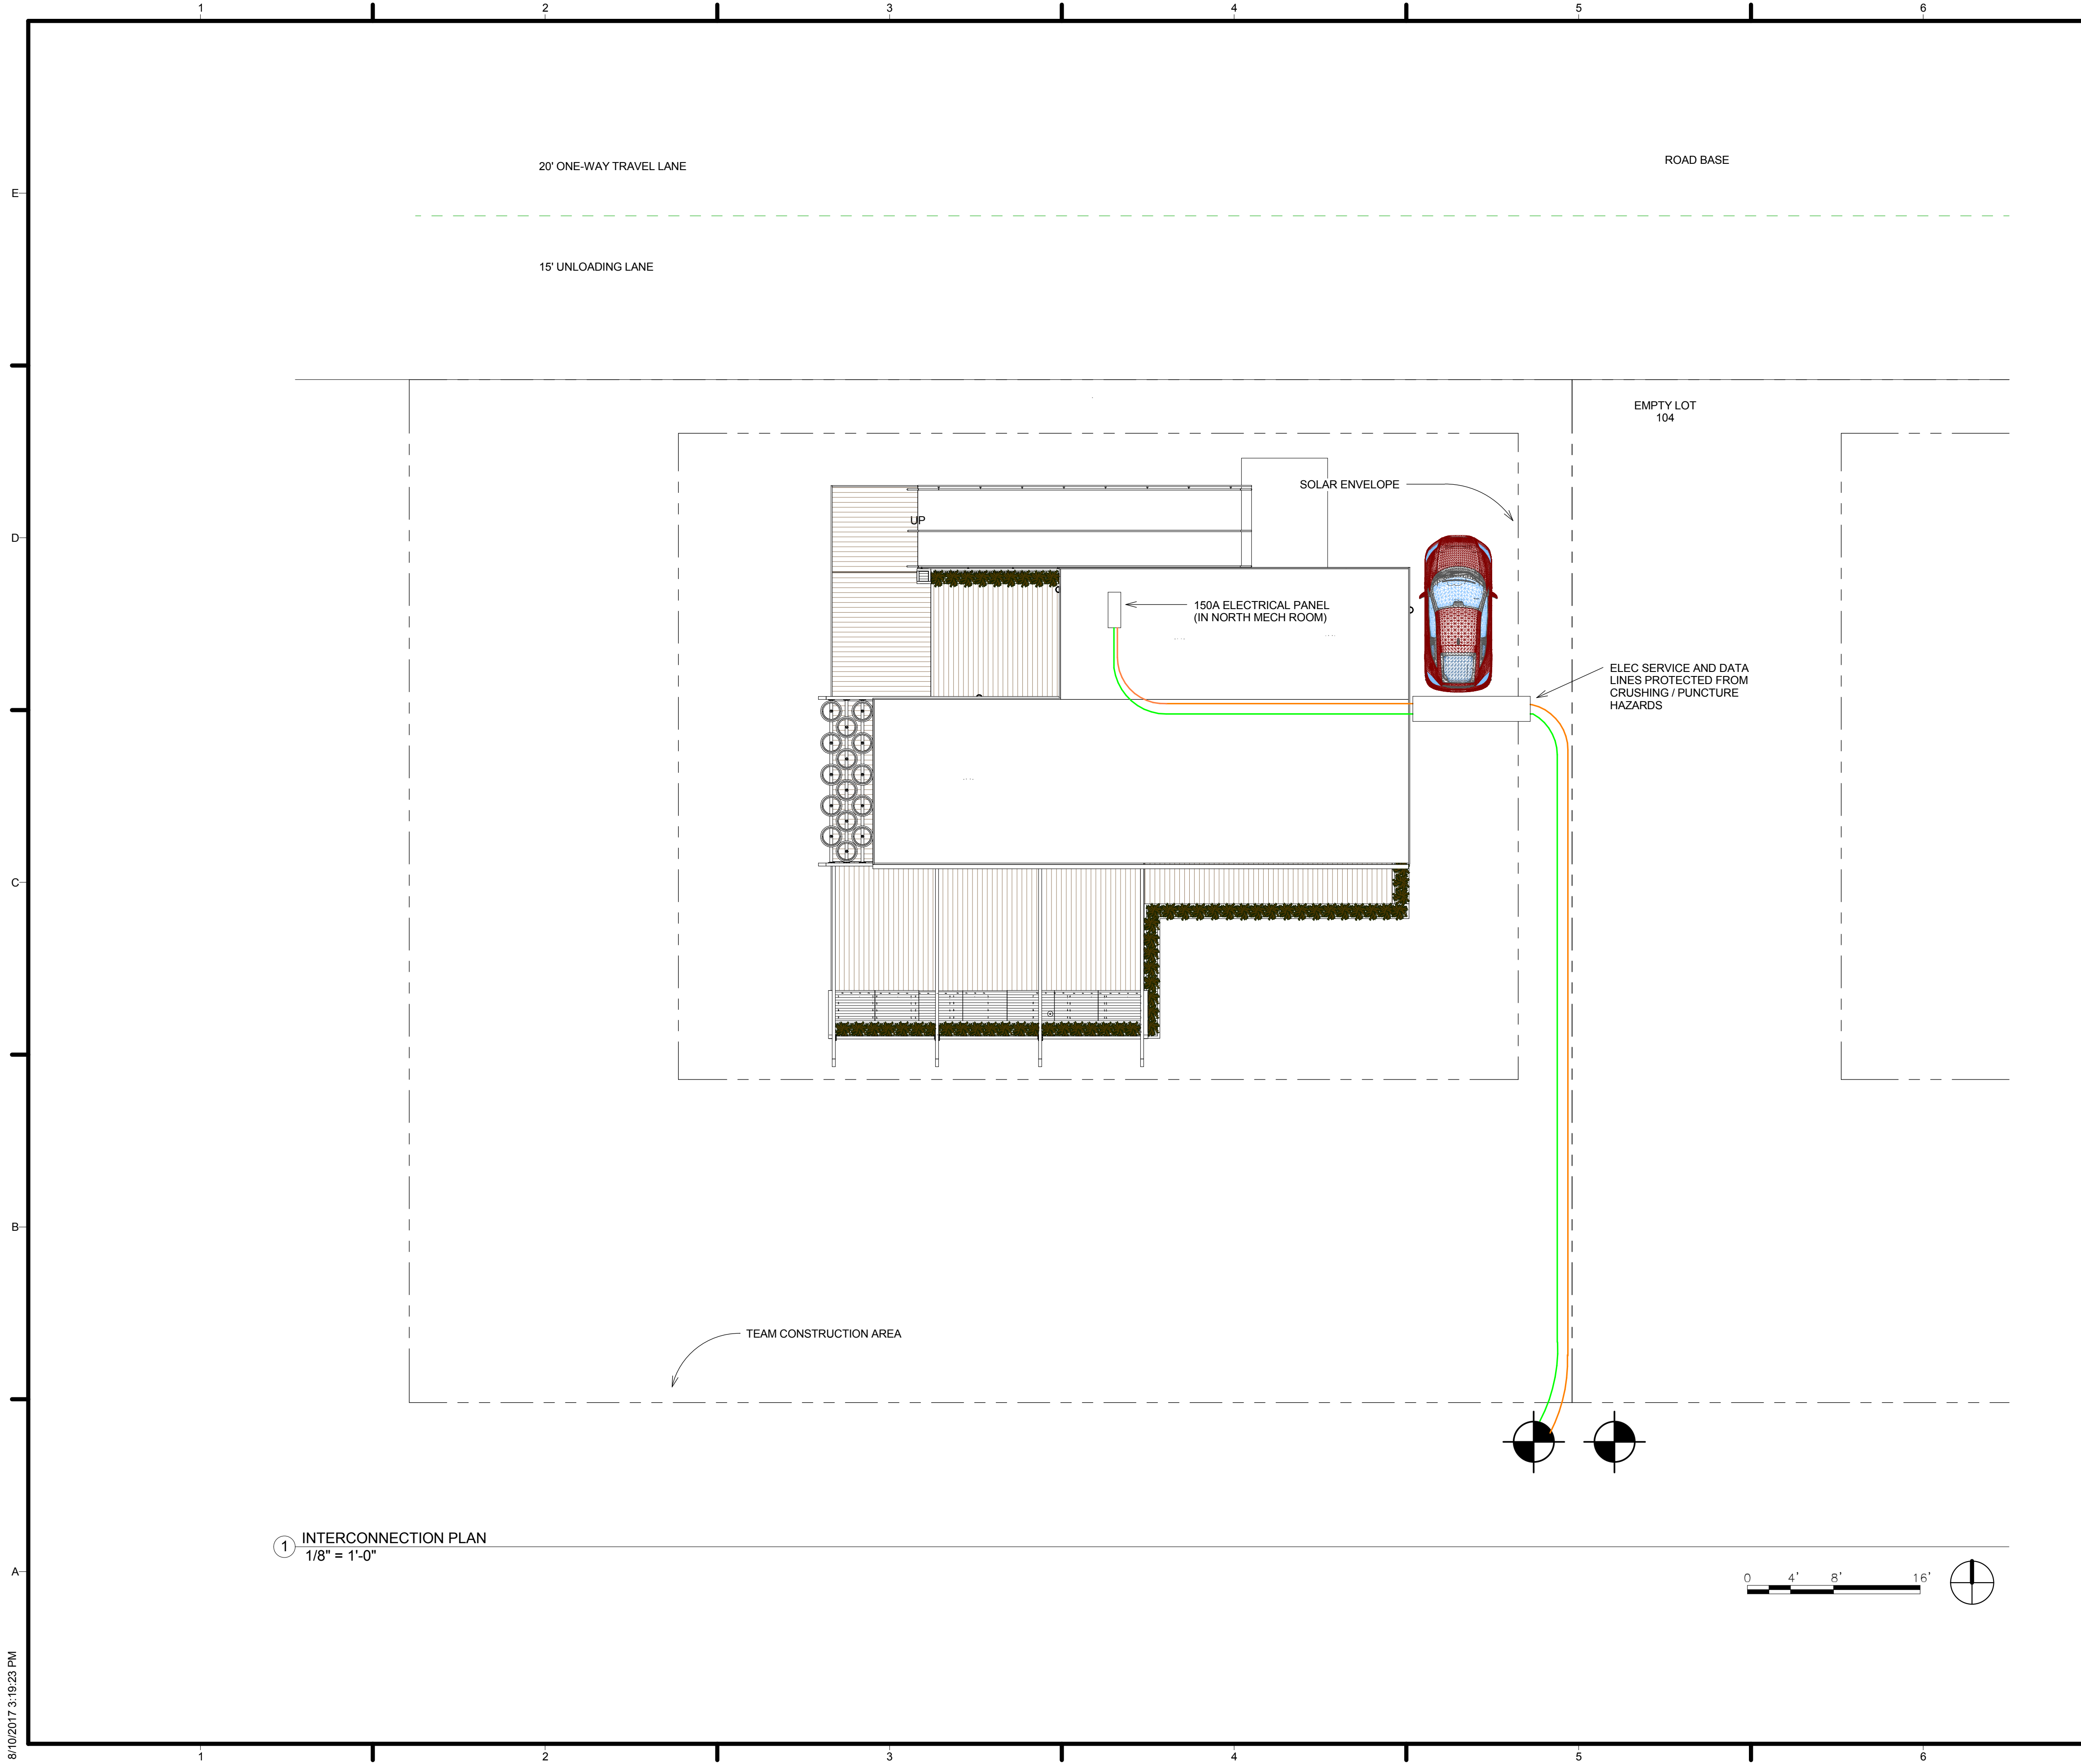 1 2 3 4 5 6
20' ONE-WAY TRAVEL LANE
ROAD BASE
E
15' UNLOADING LANE
EMPTY LOT
104
SOLAR ENVELOPE
UP
D
150A ELECTRICAL PANEL
(IN NORTH MECH ROOM)
ELEC SERVICE AND DATA
LINES PROTECTED FROM
CRUSHING / PUNCTURE
HAZARDS
C
B
TEAM CONSTRUCTION AREA
1 INTERCONNECTION PLAN
1/8" = 1'-0"
A
0 4' 8' 16'
8/10/2017 3:19:23 PM
1 2 3 4 5 6